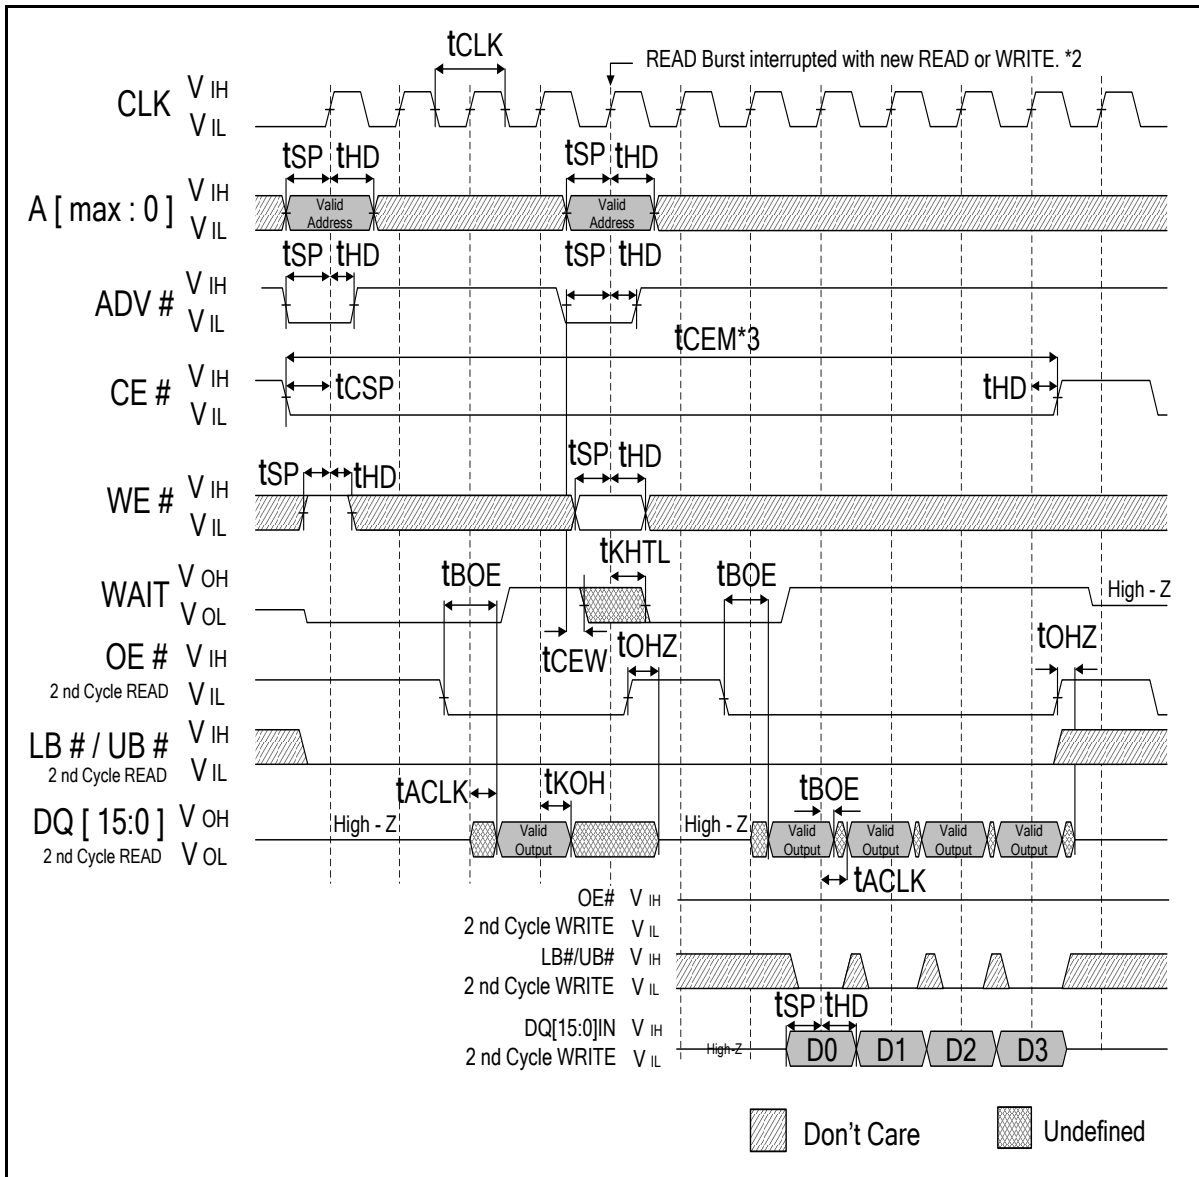 tCLK
READ Burst interrupted with new READ or WRITE. *2
CLK V IH
V IL
tSP tHD tSP tHD
A [ max : 0 ] V IH
V IL
Valid Address Valid Address
tSP tHD tSP tHD
ADV # V IH
V IL
tCEM*3
CE # V IH
V IL
tCSP tHD
tSP tHD tSP tHD
WE # V IH
V IL
tKHTL
tBOE tBOE
WAIT V OH
V OL
High - Z
tCEW tOHZ tOHZ
OE # V IH
2 nd Cycle READ V IL
LB # / UB # V IH
2 nd Cycle READ V IL
tACLK tKOH tBOE
DQ [ 15:0 ] V OH
2 nd Cycle READ V OL
High - Z Valid Output High - Z Valid Output Valid Output Valid Output Valid Output
tACLK
OE# V IH
2 nd Cycle WRITE V IL
LB#/UB# V IH
2 nd Cycle WRITE V IL
tSP tHD
DQ[15:0]IN V IH
2 nd Cycle WRITE V IL
High-Z D0 D1 D2 D3
Don't Care Undefined